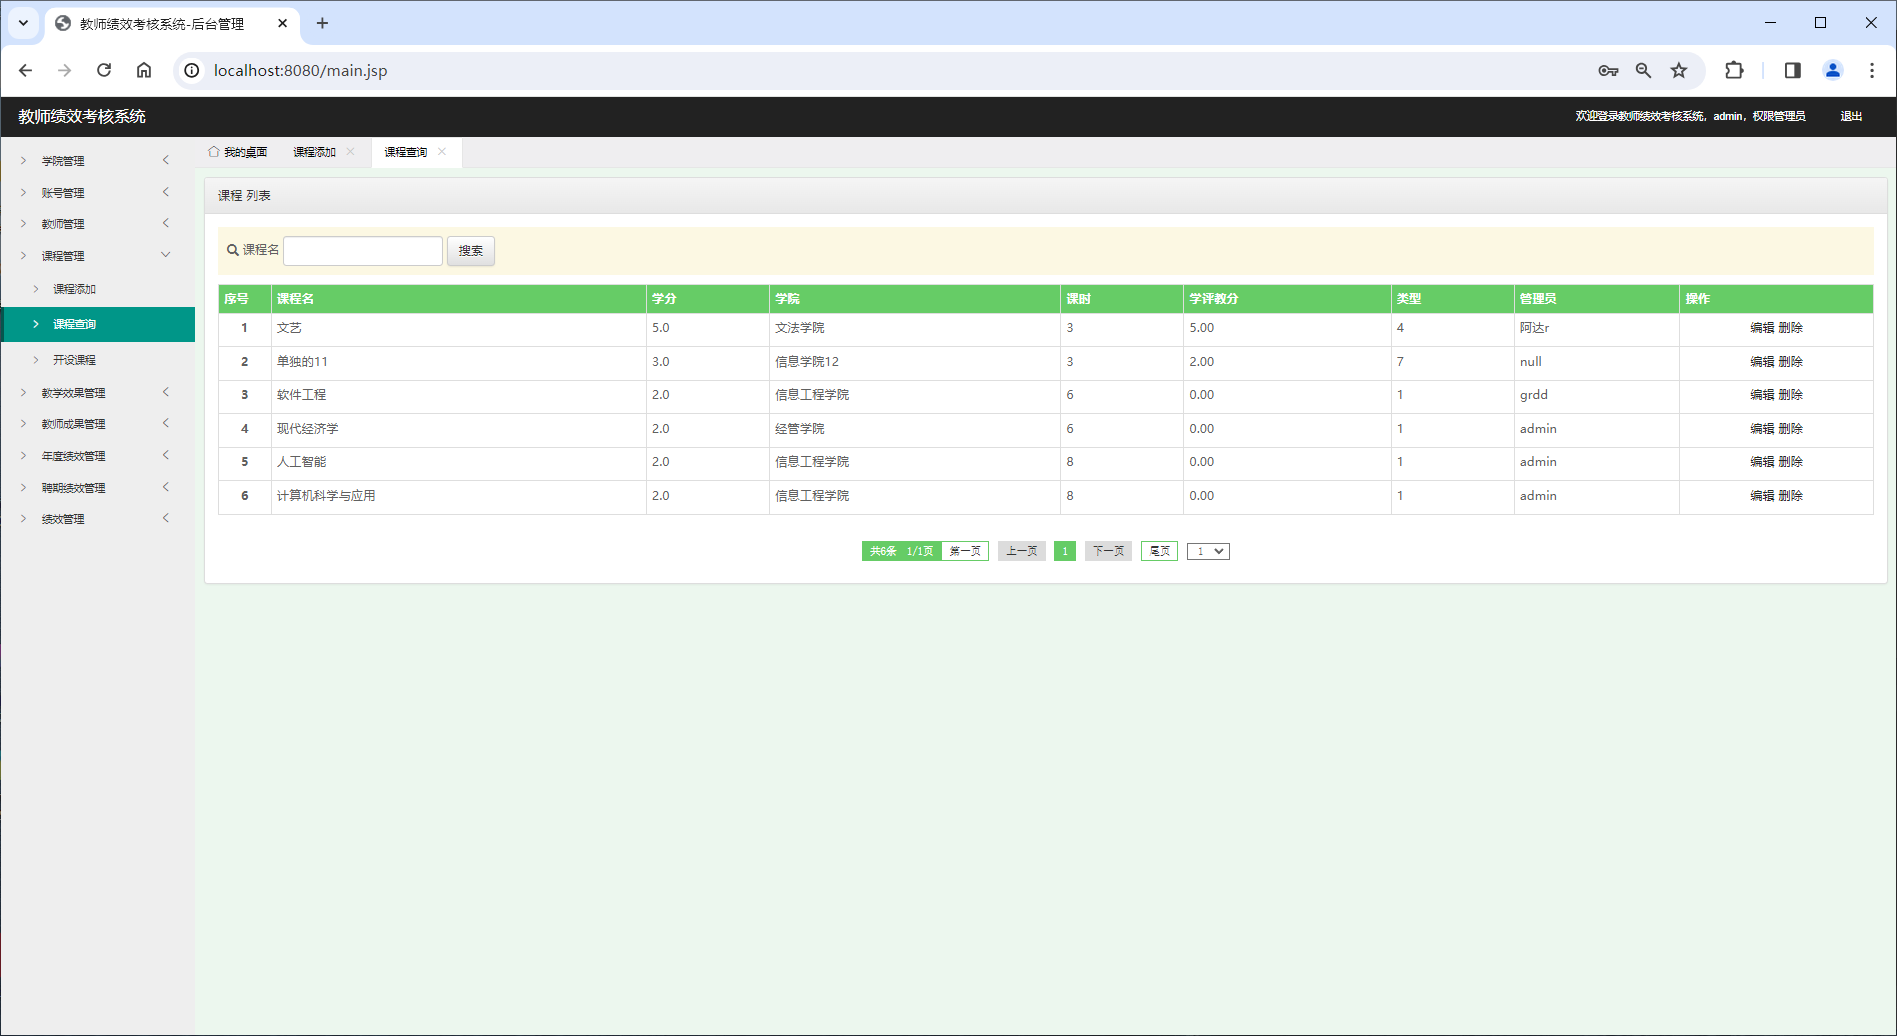 教师绩效考核系统-后台管理
localhost:8080/main.jsp
教师绩效考核系统
欢迎登录教师绩效考核系统，admin，权限管理员 退出
我的桌面 课程添加 课程查询
学院管理
账号管理
教师管理
课程管理
课程添加
课程查询
开设课程
教学效果管理
教师成果管理
年度绩效管理
聘期绩效管理
绩效管理
课程 列表
课程名 搜索
序号 课程名 学分 学院 课时 学评教分 类型 管理员 操作
1 文艺 5.0 文法学院 3 5.00 4 阿达r 编辑 删除
2 单独的11 3.0 信息学院12 3 2.00 7 null 编辑 删除
3 软件工程 2.0 信息工程学院 6 0.00 1 grdd 编辑 删除
4 现代经济学 2.0 经管学院 6 0.00 1 admin 编辑 删除
5 人工智能 2.0 信息工程学院 8 0.00 1 admin 编辑 删除
6 计算机科学与应用 2.0 信息工程学院 8 0.00 1 admin 编辑 删除
共6条 1/1页 第一页 上一页 1 下一页 尾页 1